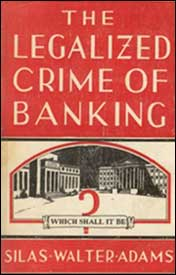 THE
LEGALIZED
CRIME OF
BANKING
?
WHICH SHALL IT BE
SILAS·WALTER·ADAMS